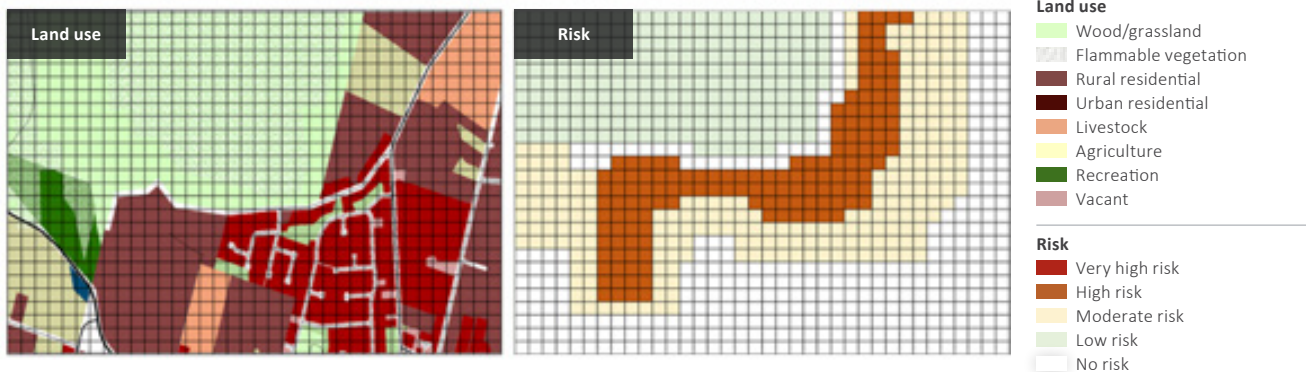 Land use
Risk
Land use
Wood/grassland
Flammable vegetation
Rural residential
Urban residential
Livestock
Agriculture
Recreation
Vacant
Risk
Very high risk
High risk
Moderate risk
Low risk
No risk